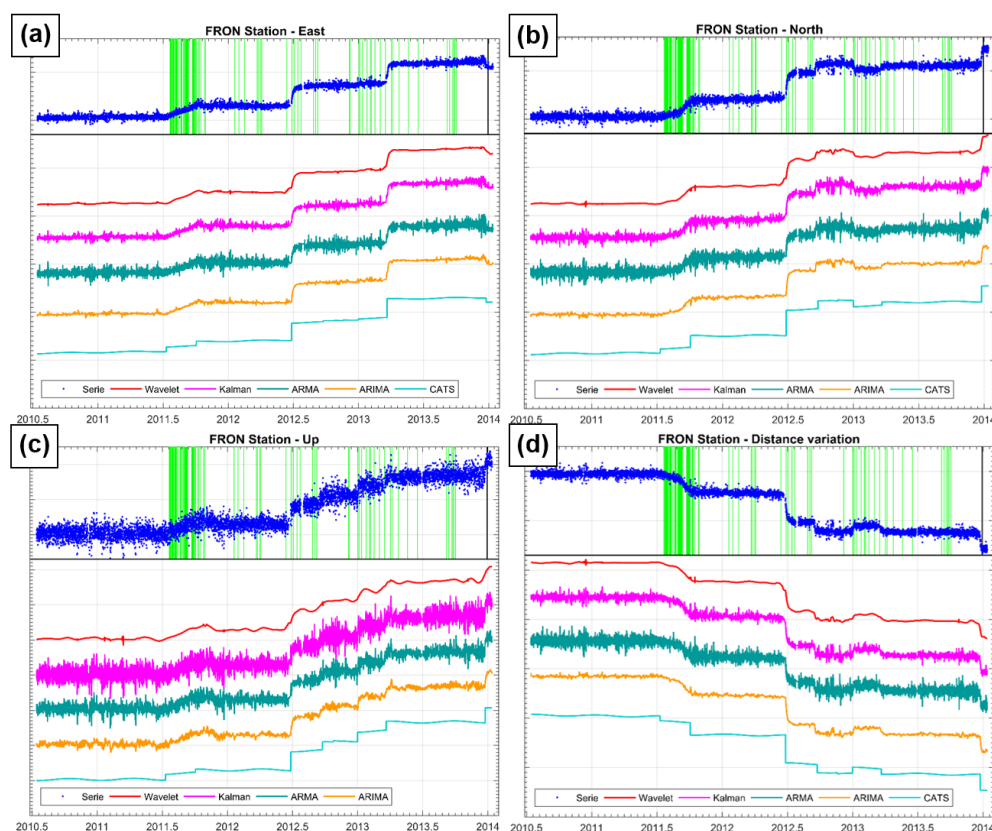 (a)
FRON Station - East
Serie Wavelet Kalman ARMA ARIMA CATS
2010.5 2011 2011.5 2012 2012.5 2013 2013.5 2014
(b)
FRON Station - North
Serie Wavelet Kalman ARMA ARIMA CATS
2010.5 2011 2011.5 2012 2012.5 2013 2013.5 2014
(c)
FRON Station - Up
Serie Wavelet Kalman ARMA ARIMA
2010.5 2011 2011.5 2012 2012.5 2013 2013.5 2014
(d)
FRON Station - Distance variation
Serie Wavelet Kalman ARMA ARIMA CATS
2010.5 2011 2011.5 2012 2012.5 2013 2013.5 2014